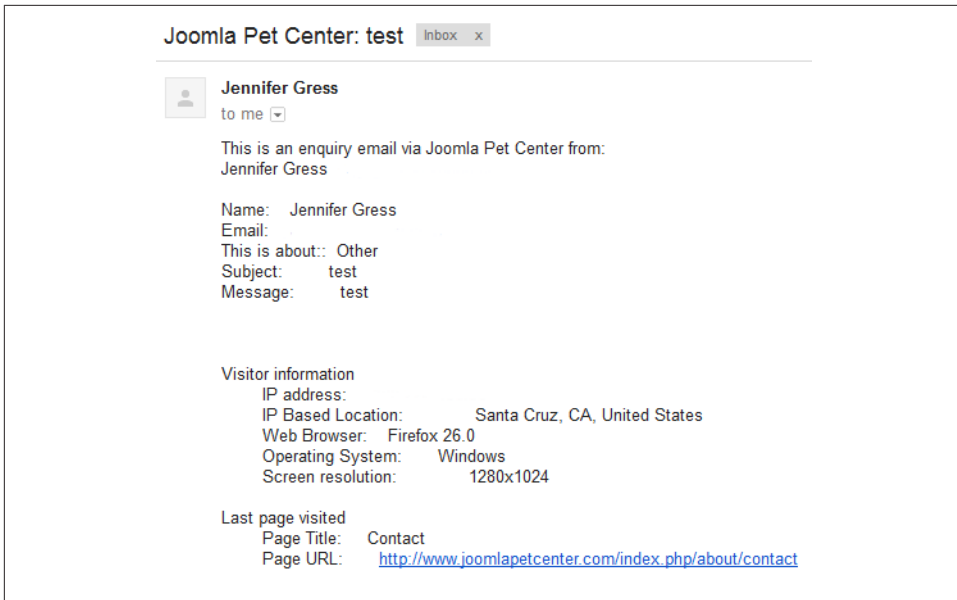 Joomla Pet Center: test Inbox x
Jennifer Gress
to me
This is an enquiry email via Joomla Pet Center from:
Jennifer Gress
Name: Jennifer Gress
Email:
This is about:: Other
Subject: test
Message: test
Visitor information
IP address:
IP Based Location: Santa Cruz, CA, United States
Web Browser: Firefox 26.0
Operating System: Windows
Screen resolution: 1280x1024
Last page visited
Page Title: Contact
Page URL: http://www.joomlapetcenter.com/index.php/about/contact